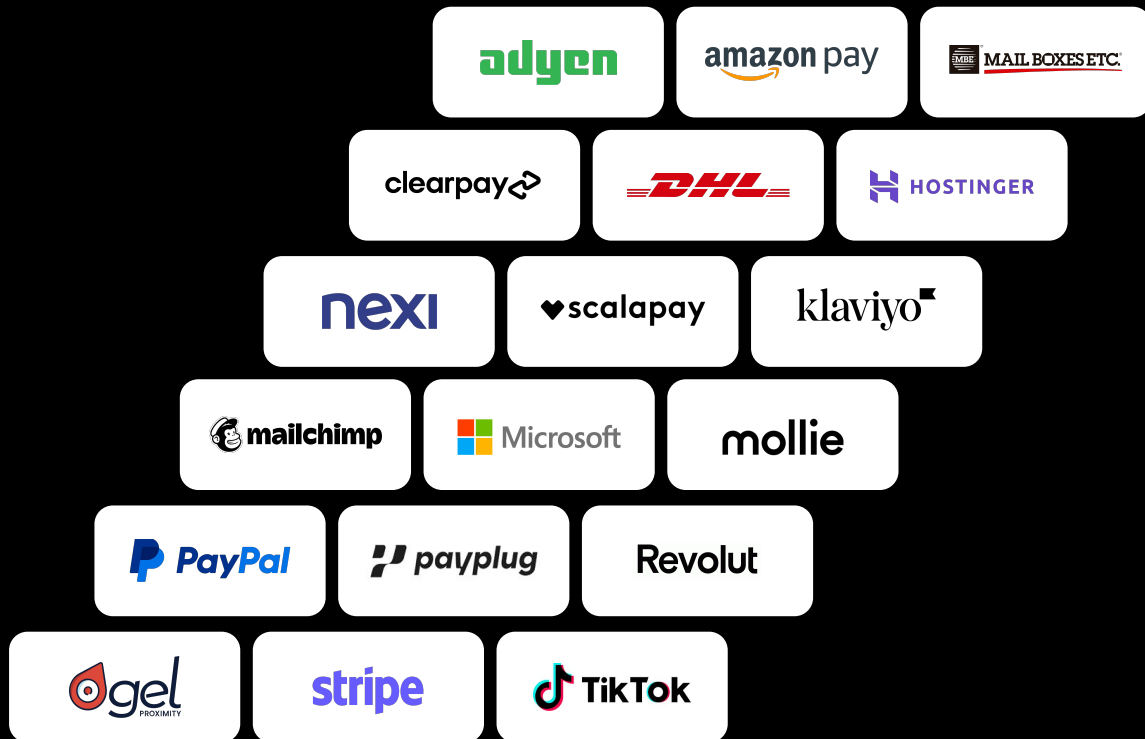 adyen
amazon pay
MBE MAIL BOXES ETC.
clearpay
DHL
HOSTINGER
nexi
scalapay
klaviyo
mailchimp
Microsoft
mollie
PayPal
payplug
Revolut
gel
PROXIMITY
stripe
TikTok